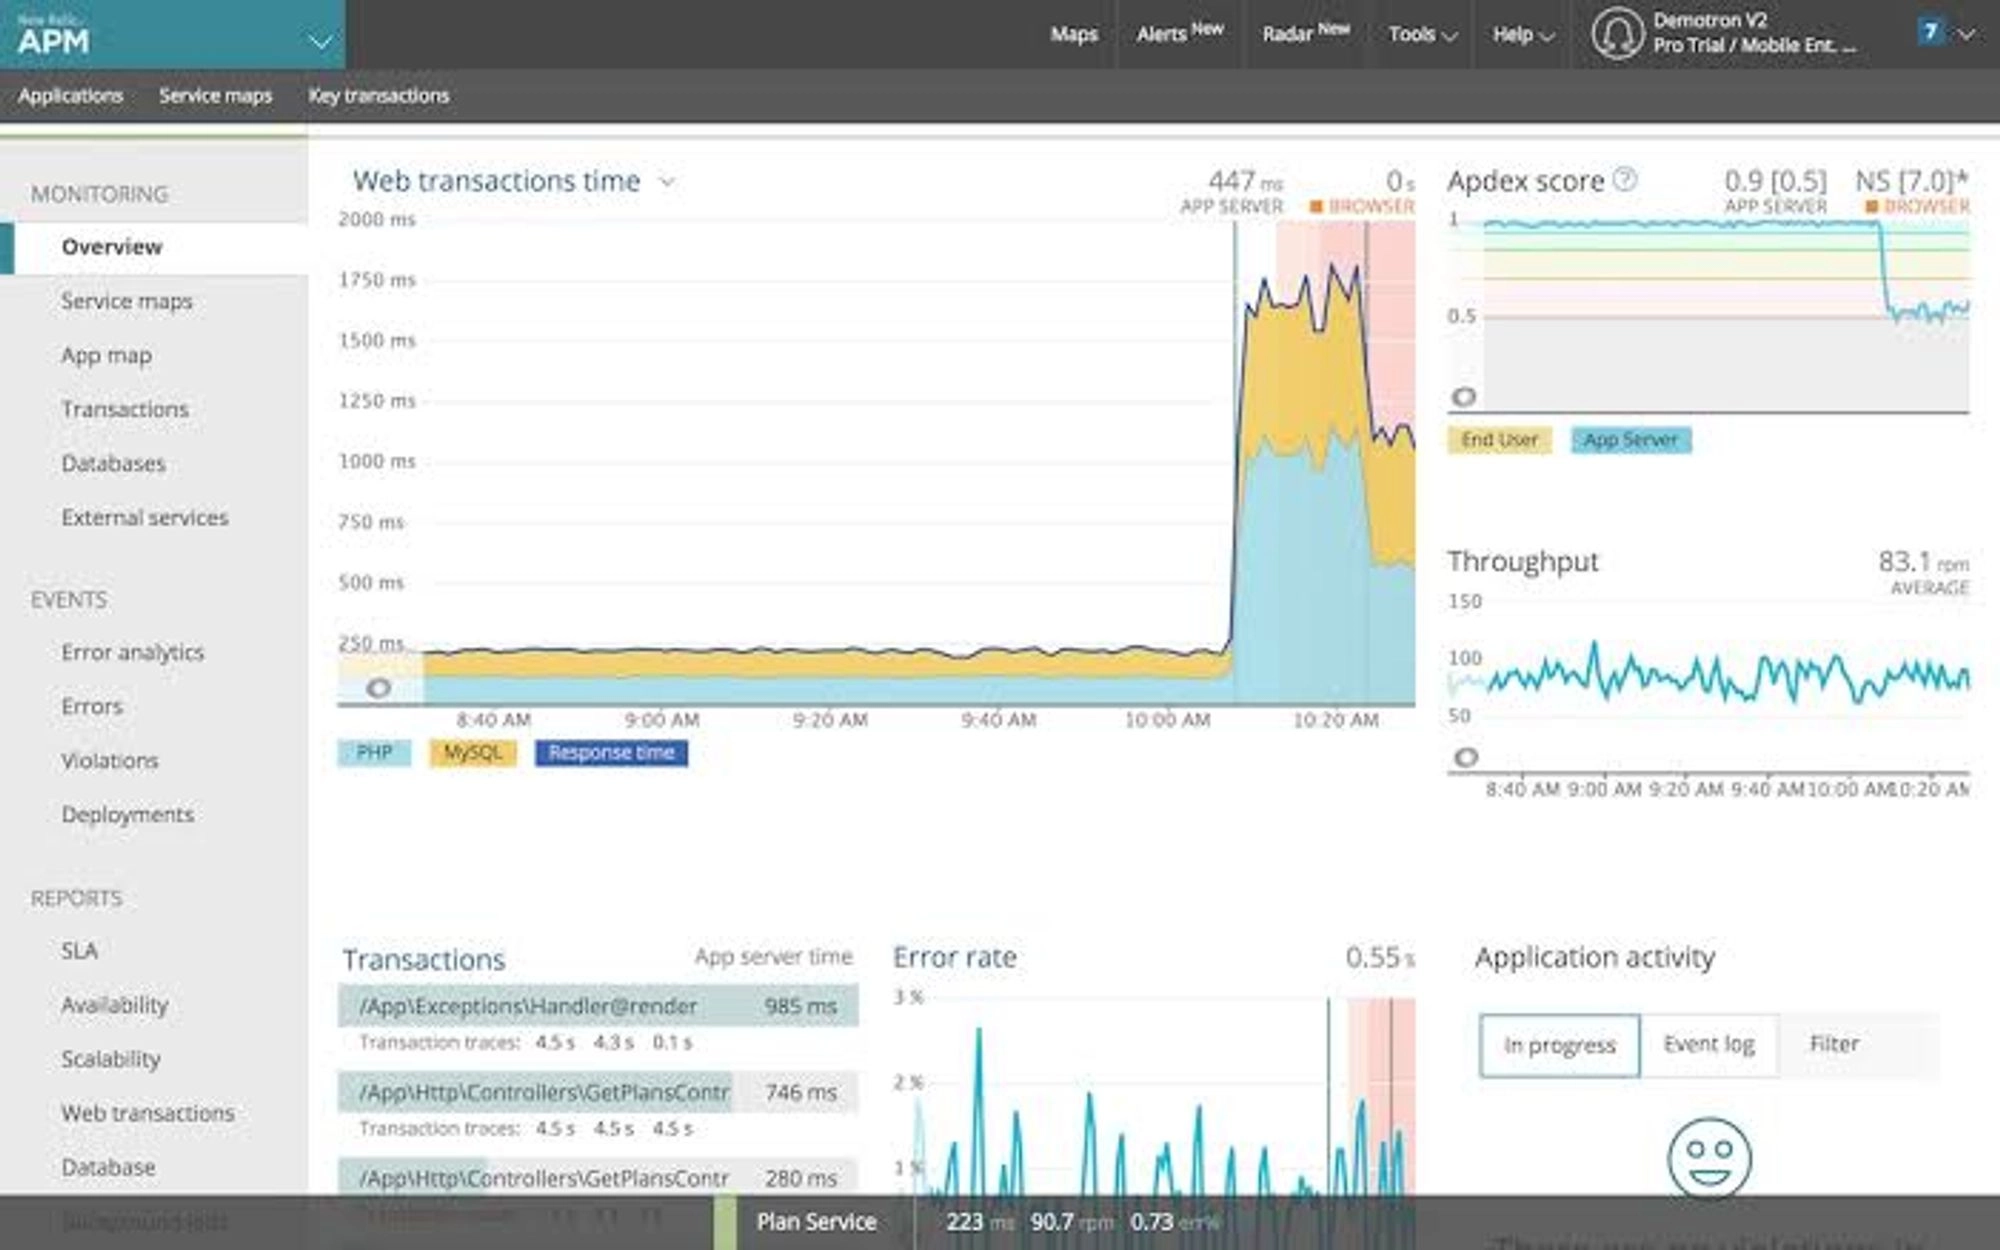 New Relic
APM
Maps
Alerts New
Radar New
Tools
Help
Demotron V2
Pro Trial / Mobile Ent. ...
7
Applications
Service maps
Key transactions
MONITORING
Overview
Service maps
App map
Transactions
Databases
External services
EVENTS
Error analytics
Errors
Violations
Deployments
REPORTS
SLA
Availability
Scalability
Web transactions
Database
Web transactions time
447 ms
APP SERVER
0 s
BROWSER
2000 ms
1750 ms
1500 ms
1250 ms
1000 ms
750 ms
500 ms
250 ms
8:40 AM
9:00 AM
9:20 AM
9:40 AM
10:00 AM
10:20 AM
PHP
MySQL
Response time
Apdex score ?
0.9 [0.5]
APP SERVER
NS [7.0]*
BROWSER
1
0.5
End User
App Server
Throughput
83.1 rpm
AVERAGE
150
100
50
8:40 AM
9:00 AM
9:20 AM
9:40 AM
10:00 AM
10:20 AM
Transactions
App server time
/App\Exceptions\Handler@render
985 ms
Transaction traces: 4.5 s 4.3 s 0.1 s
/App\Http\Controllers\GetPlansContr
746 ms
Transaction traces: 4.5 s 4.5 s 4.5 s
/App\Http\Controllers\GetPlansContr
280 ms
Error rate
0.55 %
3 %
2 %
1 %
Application activity
In progress
Event log
Filter
Plan Service
223 ms
90.7 rpm
0.73 err%